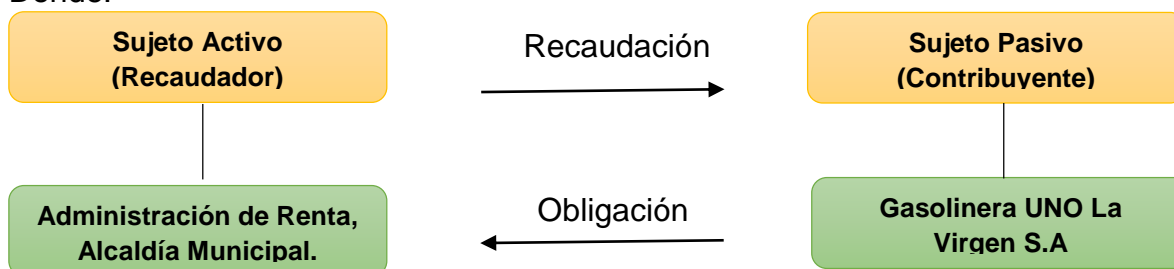 Donde:
Sujeto Activo
(Recaudador)
Recaudación
Sujeto Pasivo
(Contribuyente)
Administración de Renta,
Alcaldía Municipal.
Obligación
Gasolinera UNO La
Virgen S.A